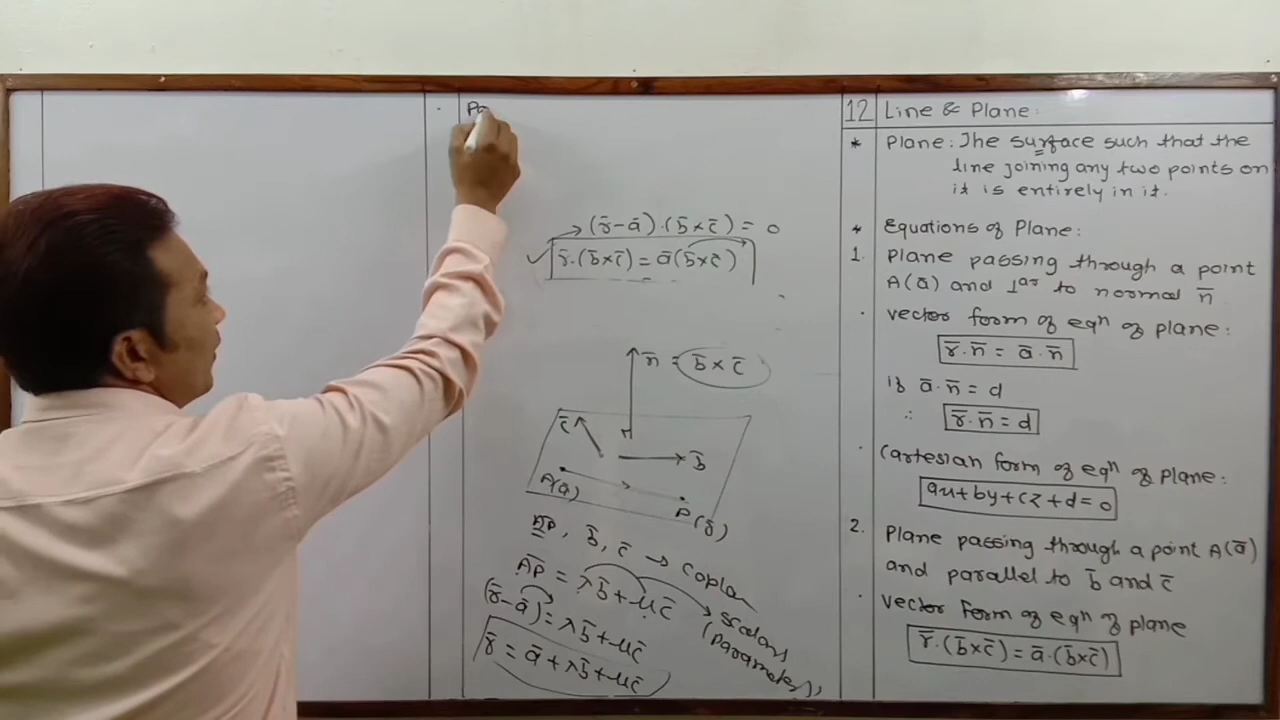 Pa
(r̄-ā).(b̄×c̄) = 0
r̄.(b̄×c̄) = ā(b̄×c̄)
n̄ = b̄×c̄
c̄
b̄
A(ā)
P(r̄)
AP, b̄, c̄ → coplan
A̅P̅ = λb̄+μc̄
scalars
(parameters)
(r̄-ā) = λb̄+μc̄
r̄ = ā+λb̄+μc̄
12 Line & Plane:
* Plane: The surface such that the
line joining any two points on
it is entirely in it.
* Equations of Plane:
1. Plane passing through a point
A(ā) and ⊥ar to normal n̄
· vector form of eqn of plane:
r̄.n̄ = ā.n̄
if ā.n̄ = d
∴ r̄.n̄ = d
· Cartesian form of eqn of plane:
ax+by+cz+d=0
2. Plane passing through a point A(ā)
and parallel to b̄ and c̄
· vector form of eqn of plane
r̄.(b̄×c̄) = ā.(b̄×c̄)